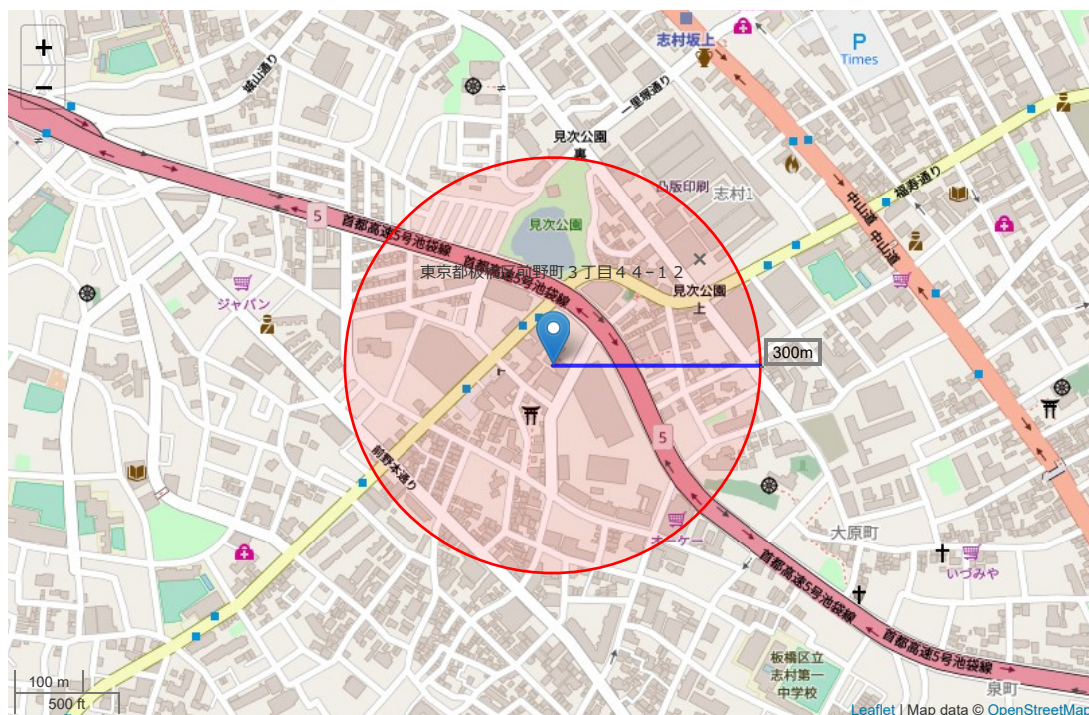 +
−
城山通り
志村坂上
P
Times
一里塚通り
見次公園
裏
凸版印刷
志村1
福寿通り
中山道
中山道
5
首都高速5号池袋線
見次公園
首都高速5号池袋線
東京都板橋区前野町３丁目４４−１２
見次公園
上
ジャパン
300m
5
前野本通り
オーケー
大原町
いづみや
首都高速5号池袋線
首都高速5号池袋線
板橋区立
志村第一
中学校
泉町
100 m
500 ft
Leaflet | Map data © OpenStreetMap